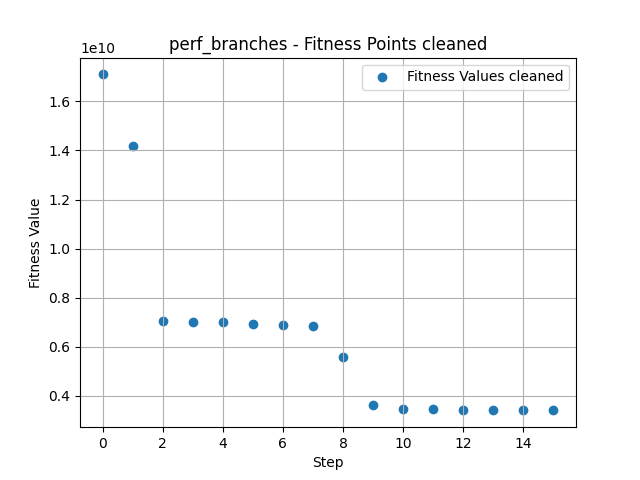 perf_branches - Fitness Points cleaned
1e10
Fitness Values cleaned
1.6
1.4
1.2
1.0
0.8
0.6
0.4
Fitness Value
0 2 4 6 8 10 12 14
Step